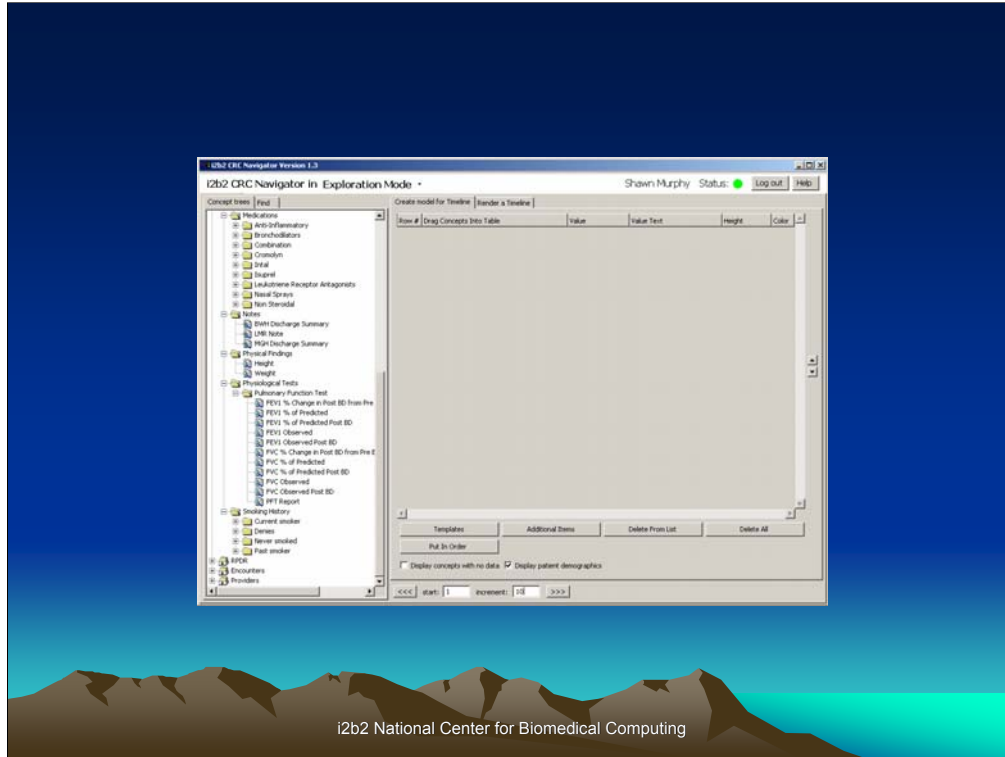 i2b2 CRC Navigator Version 1.3
i2b2 CRC Navigator in Exploration Mode
Shawn Murphy Status: Log out Help
Concept trees Find
Create model for Timeline Render a Timeline
Row # Drag Concepts Into Table Value Value Text Height Color
Medications
Anti-Inflammatory
Bronchodilators
Combination
Cromolyn
Intal
Isuprel
Leukotriene Receptor Antagonists
Nasal Sprays
Non Steroidal
Notes
BWH Discharge Summary
LMR Note
MGH Discharge Summary
Physical Findings
Height
Weight
Physiological Tests
Pulmonary Function Test
FEV1 % Change in Post BD from Pre
FEV1 % of Predicted
FEV1 % of Predicted Post BD
FEV1 Observed
FEV1 Observed Post BD
FVC % Change in Post BD from Pre B
FVC % of Predicted
FVC % of Predicted Post BD
FVC Observed
FVC Observed Post BD
PFT Report
Smoking History
Current smoker
Denies
Never smoked
Past smoker
RPDR
Encounters
Providers
Templates Additional Items Delete From List Delete All
Put In Order
Display concepts with no data Display patient demographics
<<< start: 1 increment: 10 >>>
i2b2 National Center for Biomedical Computing